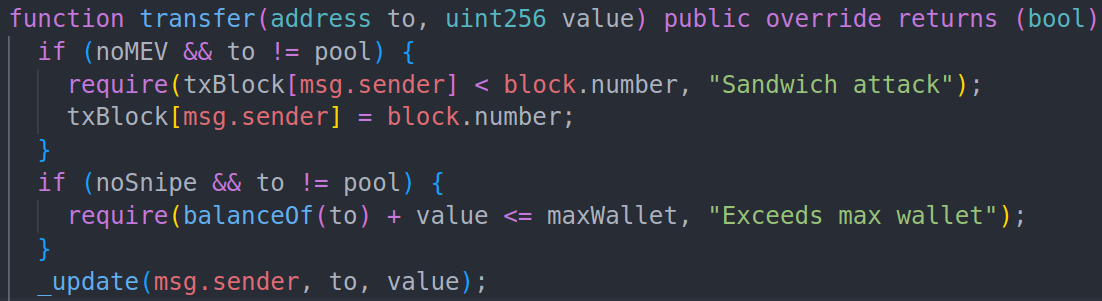 function transfer(address to, uint256 value) public override returns (bool)
if (noMEV && to != pool) {
require(txBlock[msg.sender] < block.number, "Sandwich attack");
txBlock[msg.sender] = block.number;
}
if (noSnipe && to != pool) {
require(balanceOf(to) + value <= maxWallet, "Exceeds max wallet");
}
_update(msg.sender, to, value);